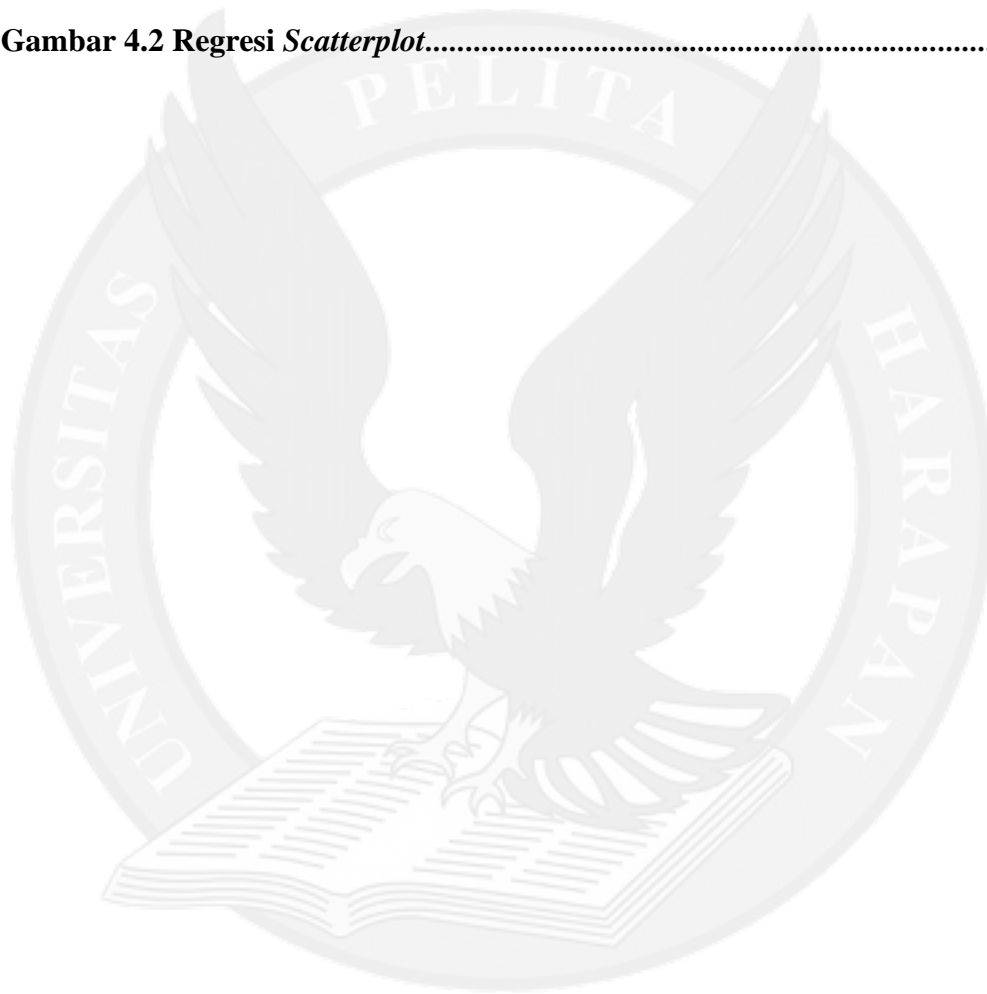 Gambar 4.2 Regresi Scatterplot.......................................................................
PELITA
UNIVERSITAS
HARAPAN